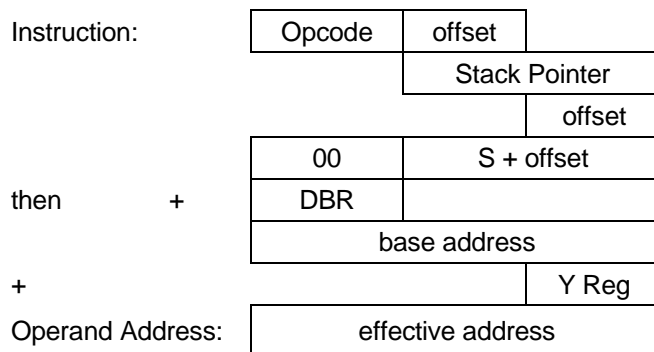 Instruction: Opcode offset
Stack Pointer
offset
00 S + offset
then + DBR
base address
+ Y Reg
Operand Address: effective address